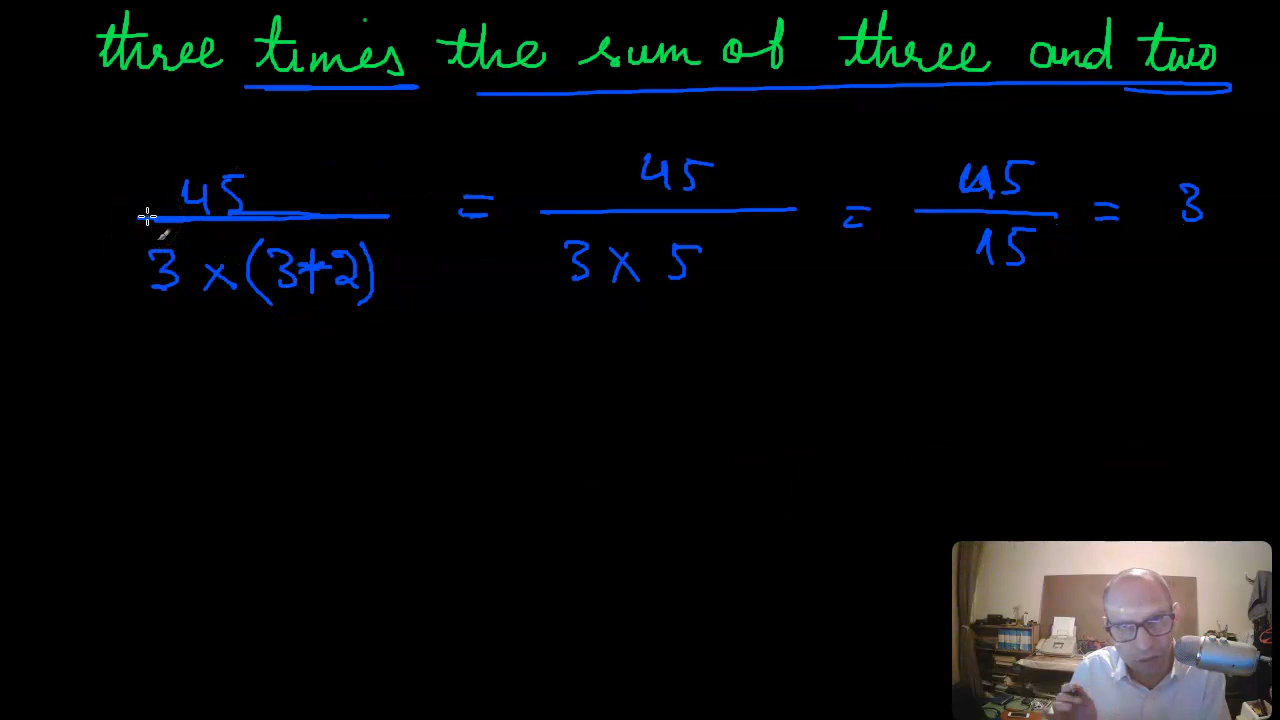 three times the sum of three and two
45 / 3 × (3+2) = 45 / 3 × 5 = 45 / 15 = 3